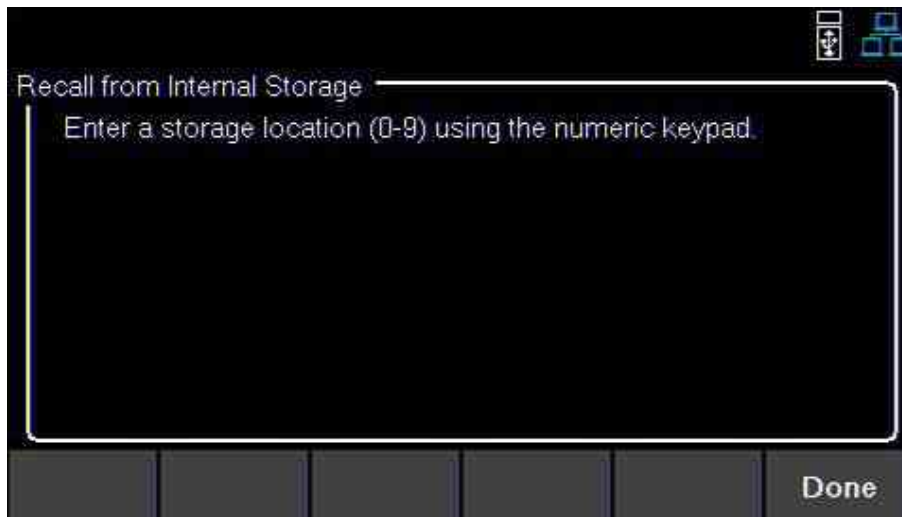 Recall from Internal Storage
Enter a storage location (0-9) using the numeric keypad.
Done